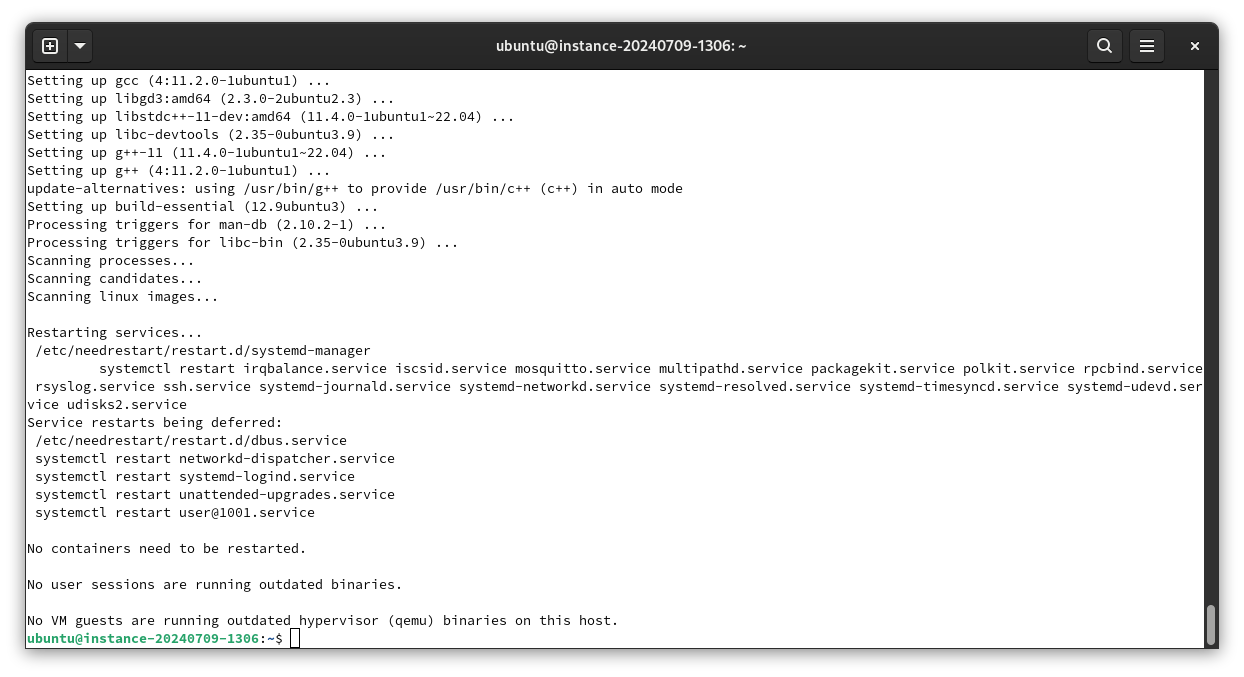 ubuntu@instance-20240709-1306: ~
Setting up gcc (4:11.2.0-1ubuntu1) ...
Setting up libgd3:amd64 (2.3.0-2ubuntu2.3) ...
Setting up libstdc++-11-dev:amd64 (11.4.0-1ubuntu1~22.04) ...
Setting up libc-devtools (2.35-0ubuntu3.9) ...
Setting up g++-11 (11.4.0-1ubuntu1~22.04) ...
Setting up g++ (4:11.2.0-1ubuntu1) ...
update-alternatives: using /usr/bin/g++ to provide /usr/bin/c++ (c++) in auto mode
Setting up build-essential (12.9ubuntu3) ...
Processing triggers for man-db (2.10.2-1) ...
Processing triggers for libc-bin (2.35-0ubuntu3.9) ...
Scanning processes...
Scanning candidates...
Scanning linux images...

Restarting services...
 /etc/needrestart/restart.d/systemd-manager
         systemctl restart irqbalance.service iscsid.service mosquitto.service multipathd.service packagekit.service polkit.service rpcbind.service
 rsyslog.service ssh.service systemd-journald.service systemd-networkd.service systemd-resolved.service systemd-timesyncd.service systemd-udevd.ser
vice udisks2.service
Service restarts being deferred:
 /etc/needrestart/restart.d/dbus.service
 systemctl restart networkd-dispatcher.service
 systemctl restart systemd-logind.service
 systemctl restart unattended-upgrades.service
 systemctl restart user@1001.service

No containers need to be restarted.

No user sessions are running outdated binaries.

No VM guests are running outdated hypervisor (qemu) binaries on this host.
ubuntu@instance-20240709-1306:~$